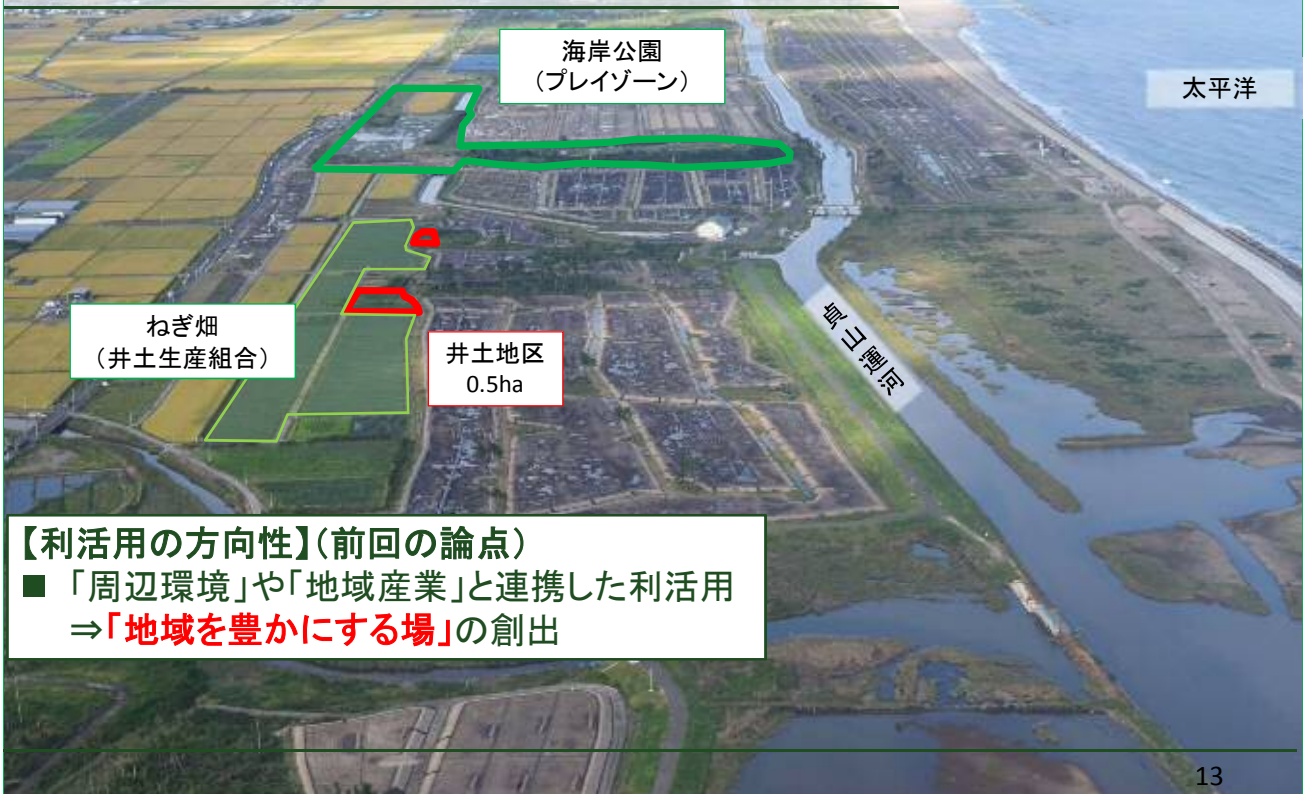 海岸公園
（プレイゾーン）
太平洋
ねぎ畑
（井土生産組合）
井土地区
0.5ha
貞山運河
【利活用の方向性】（前回の論点）
■ 「周辺環境」や「地域産業」と連携した利活用
⇒「地域を豊かにする場」の創出
13